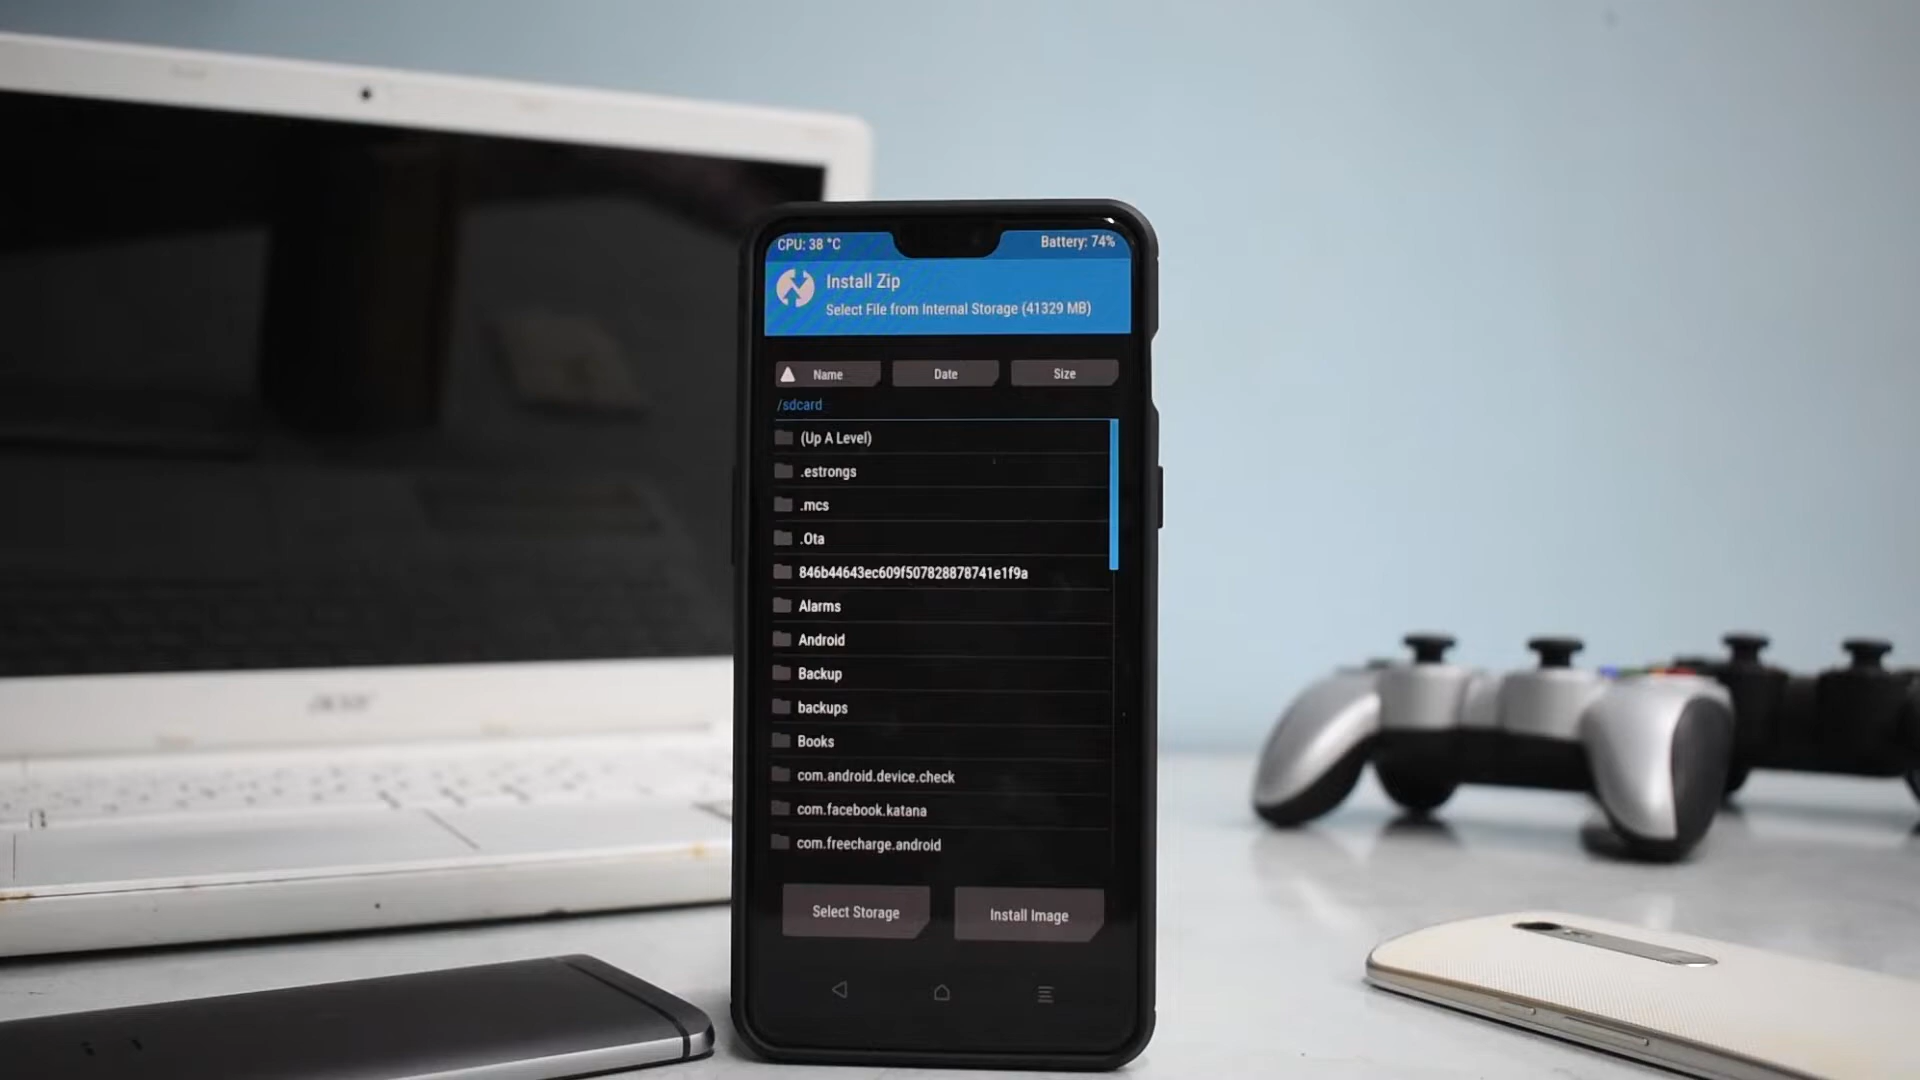 CPU: 38 °C
Battery: 74%
Install Zip
Select File from Internal Storage (41329 MB)
Name
Date
Size
/sdcard
(Up A Level)
.estrongs
.mcs
.Ota
846b44643ec609f507828878741e1f9a
Alarms
Android
Backup
backups
Books
com.android.device.check
com.facebook.katana
com.freecharge.android
Select Storage
Install Image
acer